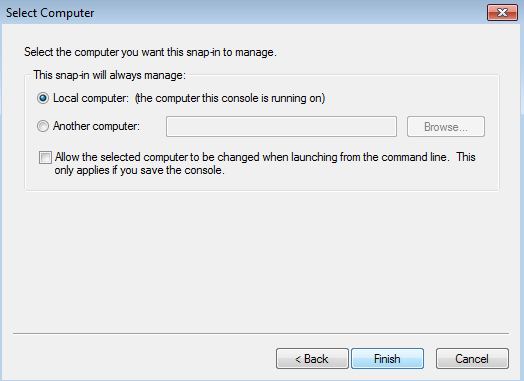 Select Computer
Select the computer you want this snap-in to manage.
This snap-in will always manage:
Local computer: (the computer this console is running on)
Another computer:
Browse...
Allow the selected computer to be changed when launching from the command line. This
only applies if you save the console.
< Back
Finish
Cancel